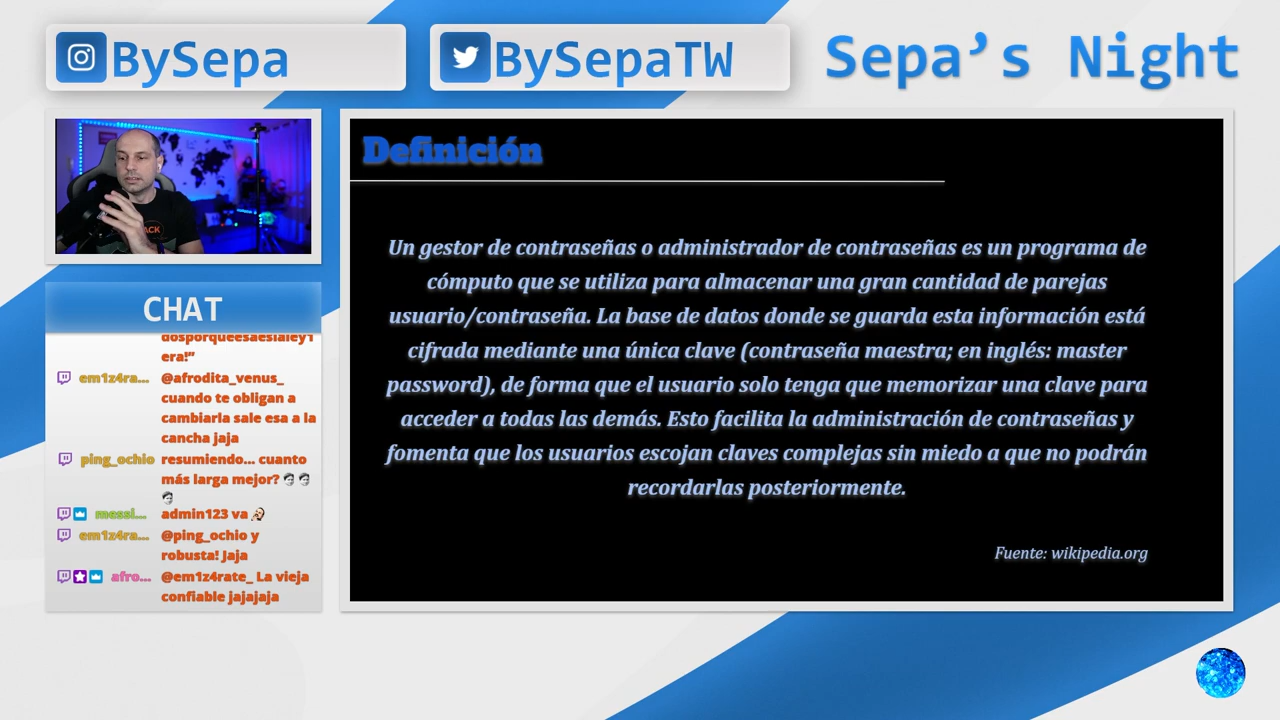 BySepa
BySepaTW
Sepa’s Night
CHAT
era!”
em1z4ra... @afrodita_venus_
cuando te obligan a
cambiarla sale esa a la
cancha jaja
ping_ochio resumiendo... cuanto
más larga mejor?
messi... admin123 va
em1z4ra... @ping_ochio y
robusta! Jaja
afro... @em1z4rate_ La vieja
confiable jajajaja
Definición
Un gestor de contraseñas o administrador de contraseñas es un programa de
cómputo que se utiliza para almacenar una gran cantidad de parejas
usuario/contraseña. La base de datos donde se guarda esta información está
cifrada mediante una única clave (contraseña maestra; en inglés: master
password), de forma que el usuario solo tenga que memorizar una clave para
acceder a todas las demás. Esto facilita la administración de contraseñas y
fomenta que los usuarios escojan claves complejas sin miedo a que no podrán
recordarlas posteriormente.
Fuente: wikipedia.org